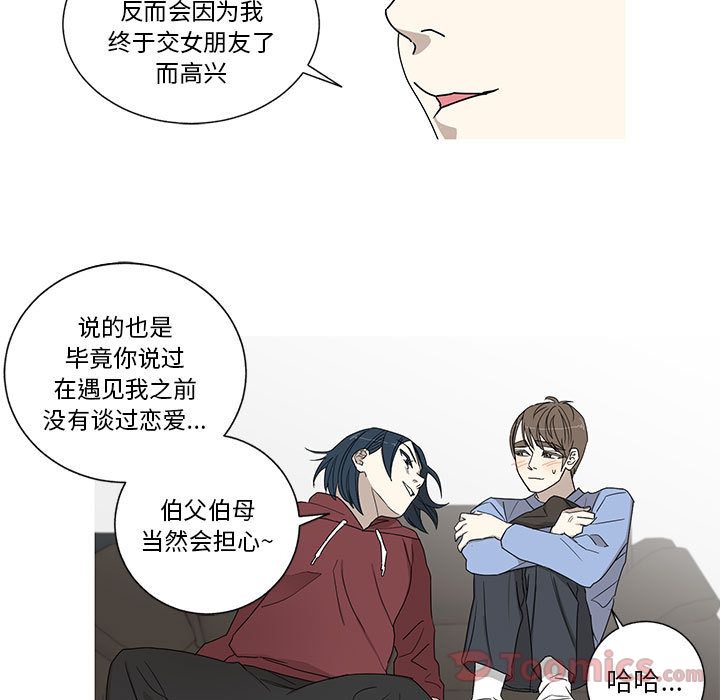 反而会因为我
终于交女朋友了
而高兴
说的也是
毕竟你说过
在遇见我之前
没有谈过恋爱...
伯父伯母
当然会担心~
哈哈...
Toomics.com